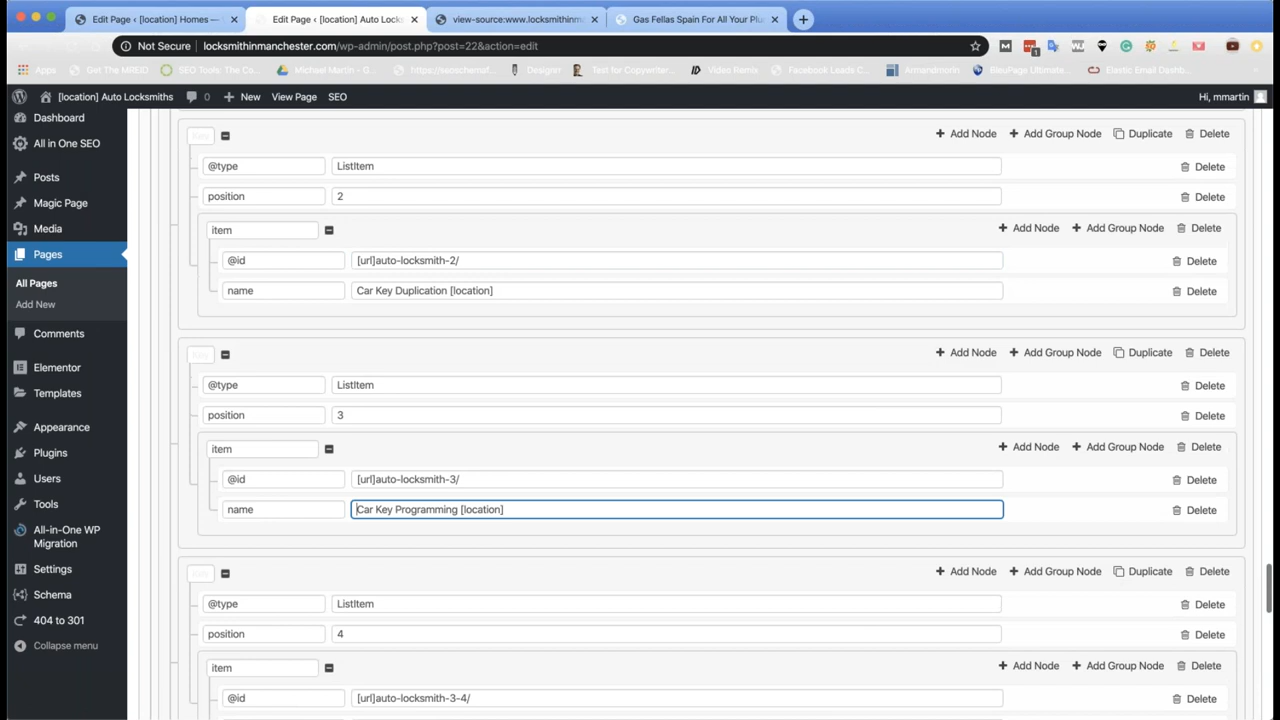 Edit Page ‹ [location] Homes — ×
Edit Page ‹ [location] Auto Lock ×
view-source:www.locksmithinm ×
Gas Fellas Spain For All Your Plu ×
Not Secure locksmithinmanchester.com/wp-admin/post.php?post=22&action=edit
Apps Get The MREID SEO Tools: The Co... Michael Martin - G... https://seoschemaf... Designer Test for Copywriter... Video Remix Facebook Leads C... Armandmorin BleuPage Ultimate... Elastic Email Dashb...
[location] Auto Locksmiths 0 + New View Page SEO Hi, mmartin
Dashboard
All in One SEO
Posts
Magic Page
Media
Pages
All Pages
Add New
Comments
Elementor
Templates
Appearance
Plugins
Users
Tools
All-in-One WP
Migration
Settings
Schema
404 to 301
Collapse menu
Key + Add Node + Add Group Node Duplicate Delete
@type ListItem Delete
position 2 Delete
item + Add Node + Add Group Node Delete
@id [url]auto-locksmith-2/ Delete
name Car Key Duplication [location] Delete
Key + Add Node + Add Group Node Duplicate Delete
@type ListItem Delete
position 3 Delete
item + Add Node + Add Group Node Delete
@id [url]auto-locksmith-3/ Delete
name Car Key Programming [location] Delete
Key + Add Node + Add Group Node Duplicate Delete
@type ListItem Delete
position 4 Delete
item + Add Node + Add Group Node Delete
@id [url]auto-locksmith-3-4/ Delete